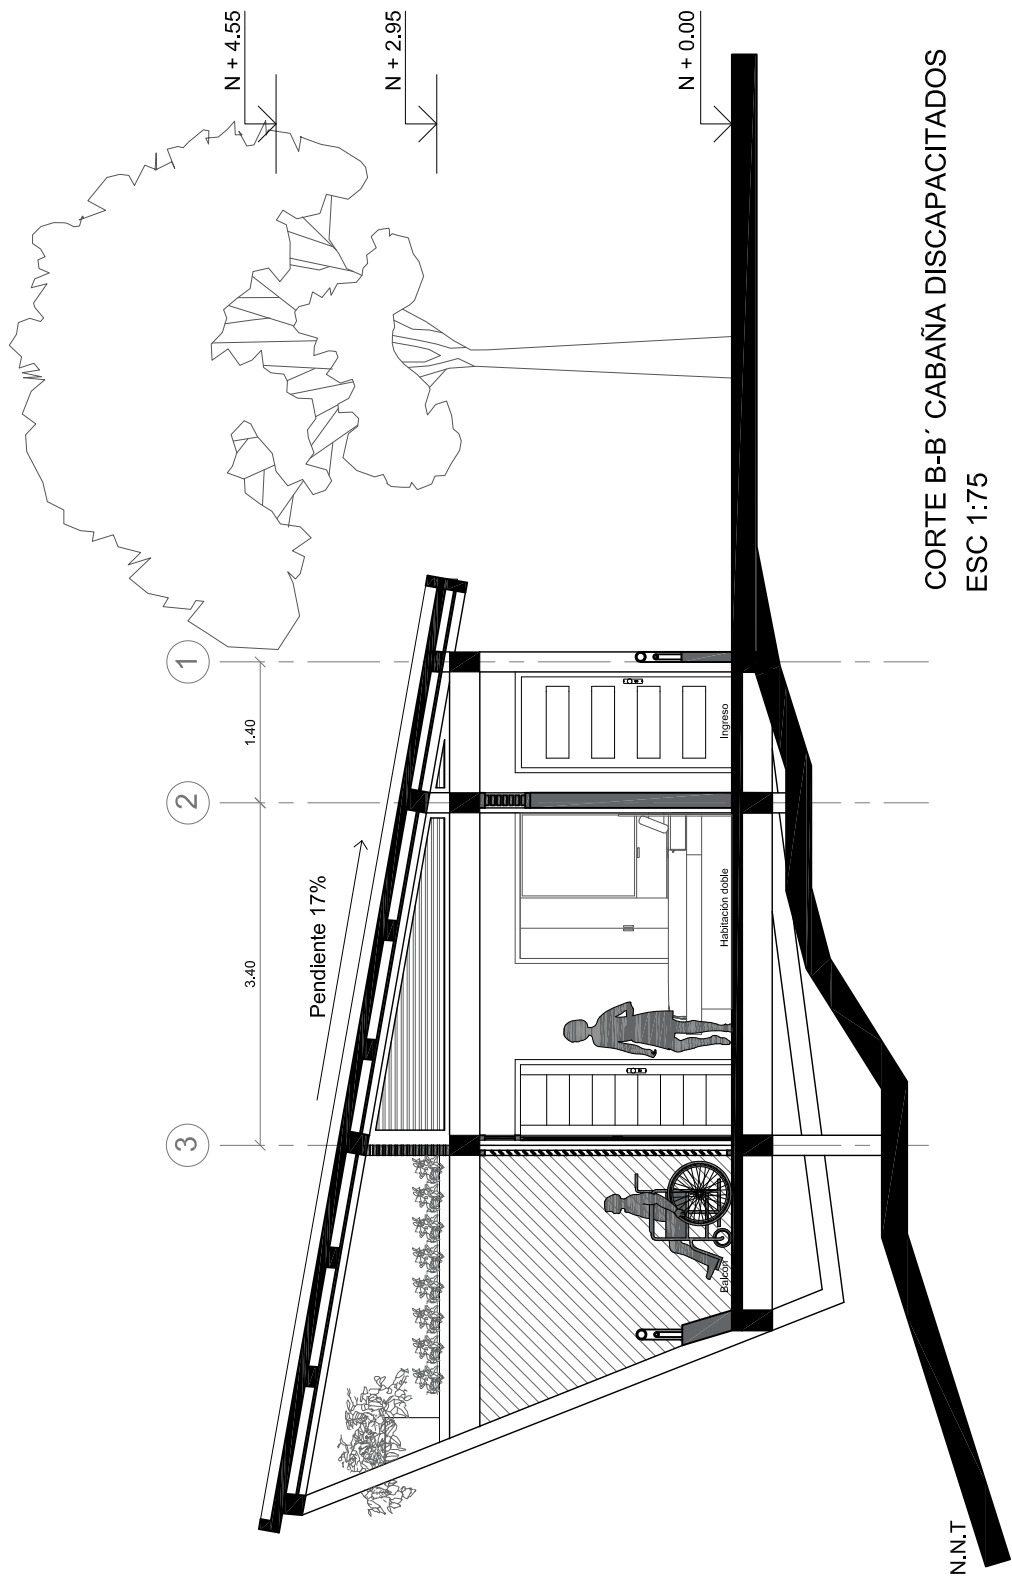 N + 4.55
N + 2.95
N + 0.00
3
2
1
3.40
1.40
Pendiente 17%
Balcón
Habitación doble
Ingreso
N.N.T
CORTE B-B´ CABAÑA DISCAPACITADOS
ESC 1:75